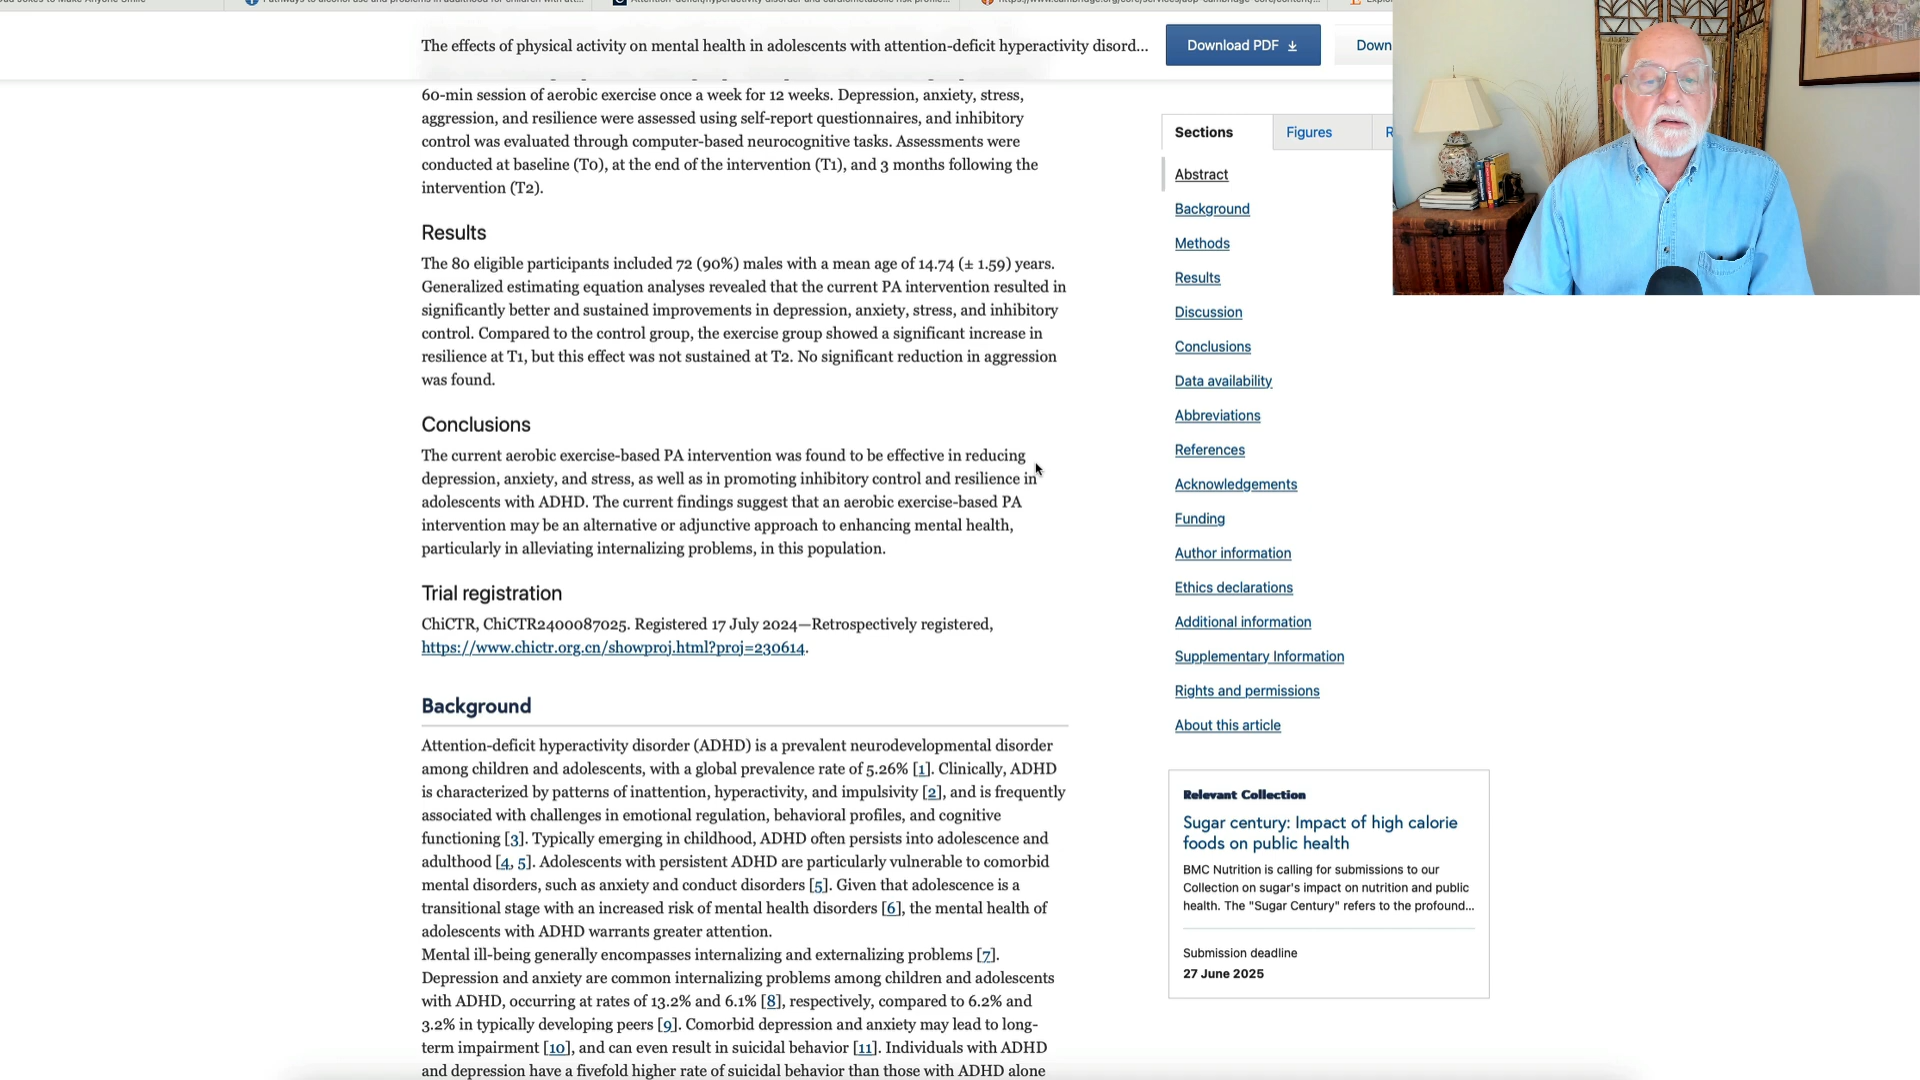 oad Jokes to Make Anyone Smile
Pathways to alcohol use and problems in adulthood for children with att...
Attention-deficit/hyperactivity disorder and cardiometabolic risk profile...
https://www.cambridge.org/core/services/aop-cambridge-core/content/...
Explor
The effects of physical activity on mental health in adolescents with attention-deficit hyperactivity disord...
Download PDF
Down
60-min session of aerobic exercise once a week for 12 weeks. Depression, anxiety, stress,
aggression, and resilience were assessed using self-report questionnaires, and inhibitory
control was evaluated through computer-based neurocognitive tasks. Assessments were
conducted at baseline (T0), at the end of the intervention (T1), and 3 months following the
intervention (T2).
Results
The 80 eligible participants included 72 (90%) males with a mean age of 14.74 (± 1.59) years.
Generalized estimating equation analyses revealed that the current PA intervention resulted in
significantly better and sustained improvements in depression, anxiety, stress, and inhibitory
control. Compared to the control group, the exercise group showed a significant increase in
resilience at T1, but this effect was not sustained at T2. No significant reduction in aggression
was found.
Conclusions
The current aerobic exercise-based PA intervention was found to be effective in reducing
depression, anxiety, and stress, as well as in promoting inhibitory control and resilience in
adolescents with ADHD. The current findings suggest that an aerobic exercise-based PA
intervention may be an alternative or adjunctive approach to enhancing mental health,
particularly in alleviating internalizing problems, in this population.
Trial registration
ChiCTR, ChiCTR2400087025. Registered 17 July 2024—Retrospectively registered,
https://www.chictr.org.cn/showproj.html?proj=230614.
Background
Attention-deficit hyperactivity disorder (ADHD) is a prevalent neurodevelopmental disorder
among children and adolescents, with a global prevalence rate of 5.26% [1]. Clinically, ADHD
is characterized by patterns of inattention, hyperactivity, and impulsivity [2], and is frequently
associated with challenges in emotional regulation, behavioral profiles, and cognitive
functioning [3]. Typically emerging in childhood, ADHD often persists into adolescence and
adulthood [4, 5]. Adolescents with persistent ADHD are particularly vulnerable to comorbid
mental disorders, such as anxiety and conduct disorders [5]. Given that adolescence is a
transitional stage with an increased risk of mental health disorders [6], the mental health of
adolescents with ADHD warrants greater attention.
Mental ill-being generally encompasses internalizing and externalizing problems [7].
Depression and anxiety are common internalizing problems among children and adolescents
with ADHD, occurring at rates of 13.2% and 6.1% [8], respectively, compared to 6.2% and
3.2% in typically developing peers [9]. Comorbid depression and anxiety may lead to long-
term impairment [10], and can even result in suicidal behavior [11]. Individuals with ADHD
and depression have a fivefold higher rate of suicidal behavior than those with ADHD alone
Sections
Figures
R
Abstract
Background
Methods
Results
Discussion
Conclusions
Data availability
Abbreviations
References
Acknowledgements
Funding
Author information
Ethics declarations
Additional information
Supplementary Information
Rights and permissions
About this article
Relevant Collection
Sugar century: Impact of high calorie
foods on public health
BMC Nutrition is calling for submissions to our
Collection on sugar's impact on nutrition and public
health. The "Sugar Century" refers to the profound...
Submission deadline
27 June 2025